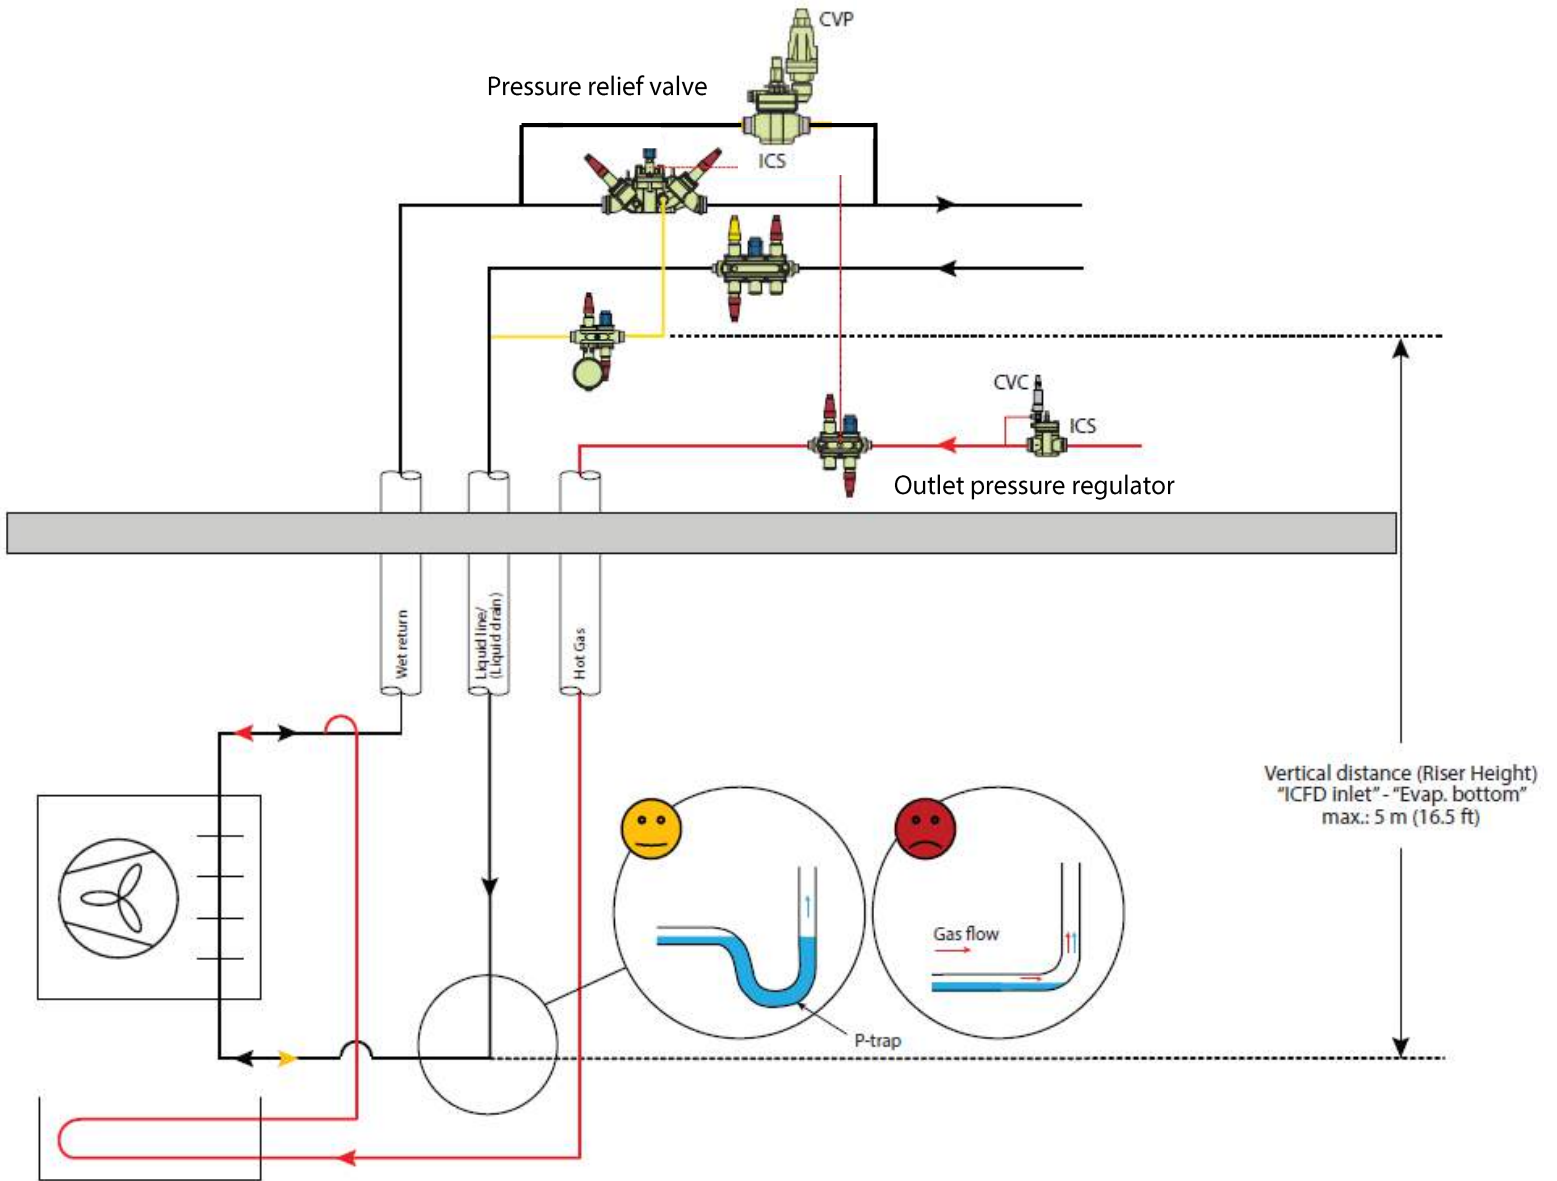 CVP
Pressure relief valve
ICS
CVC
ICS
Outlet pressure regulator
Wet return
Liquid line/
(Liquid drain)
Hot Gas
Vertical distance (Riser Height)
“ICFD inlet” - “Evap. bottom”
max.: 5 m (16.5 ft)
Gas flow
P-trap